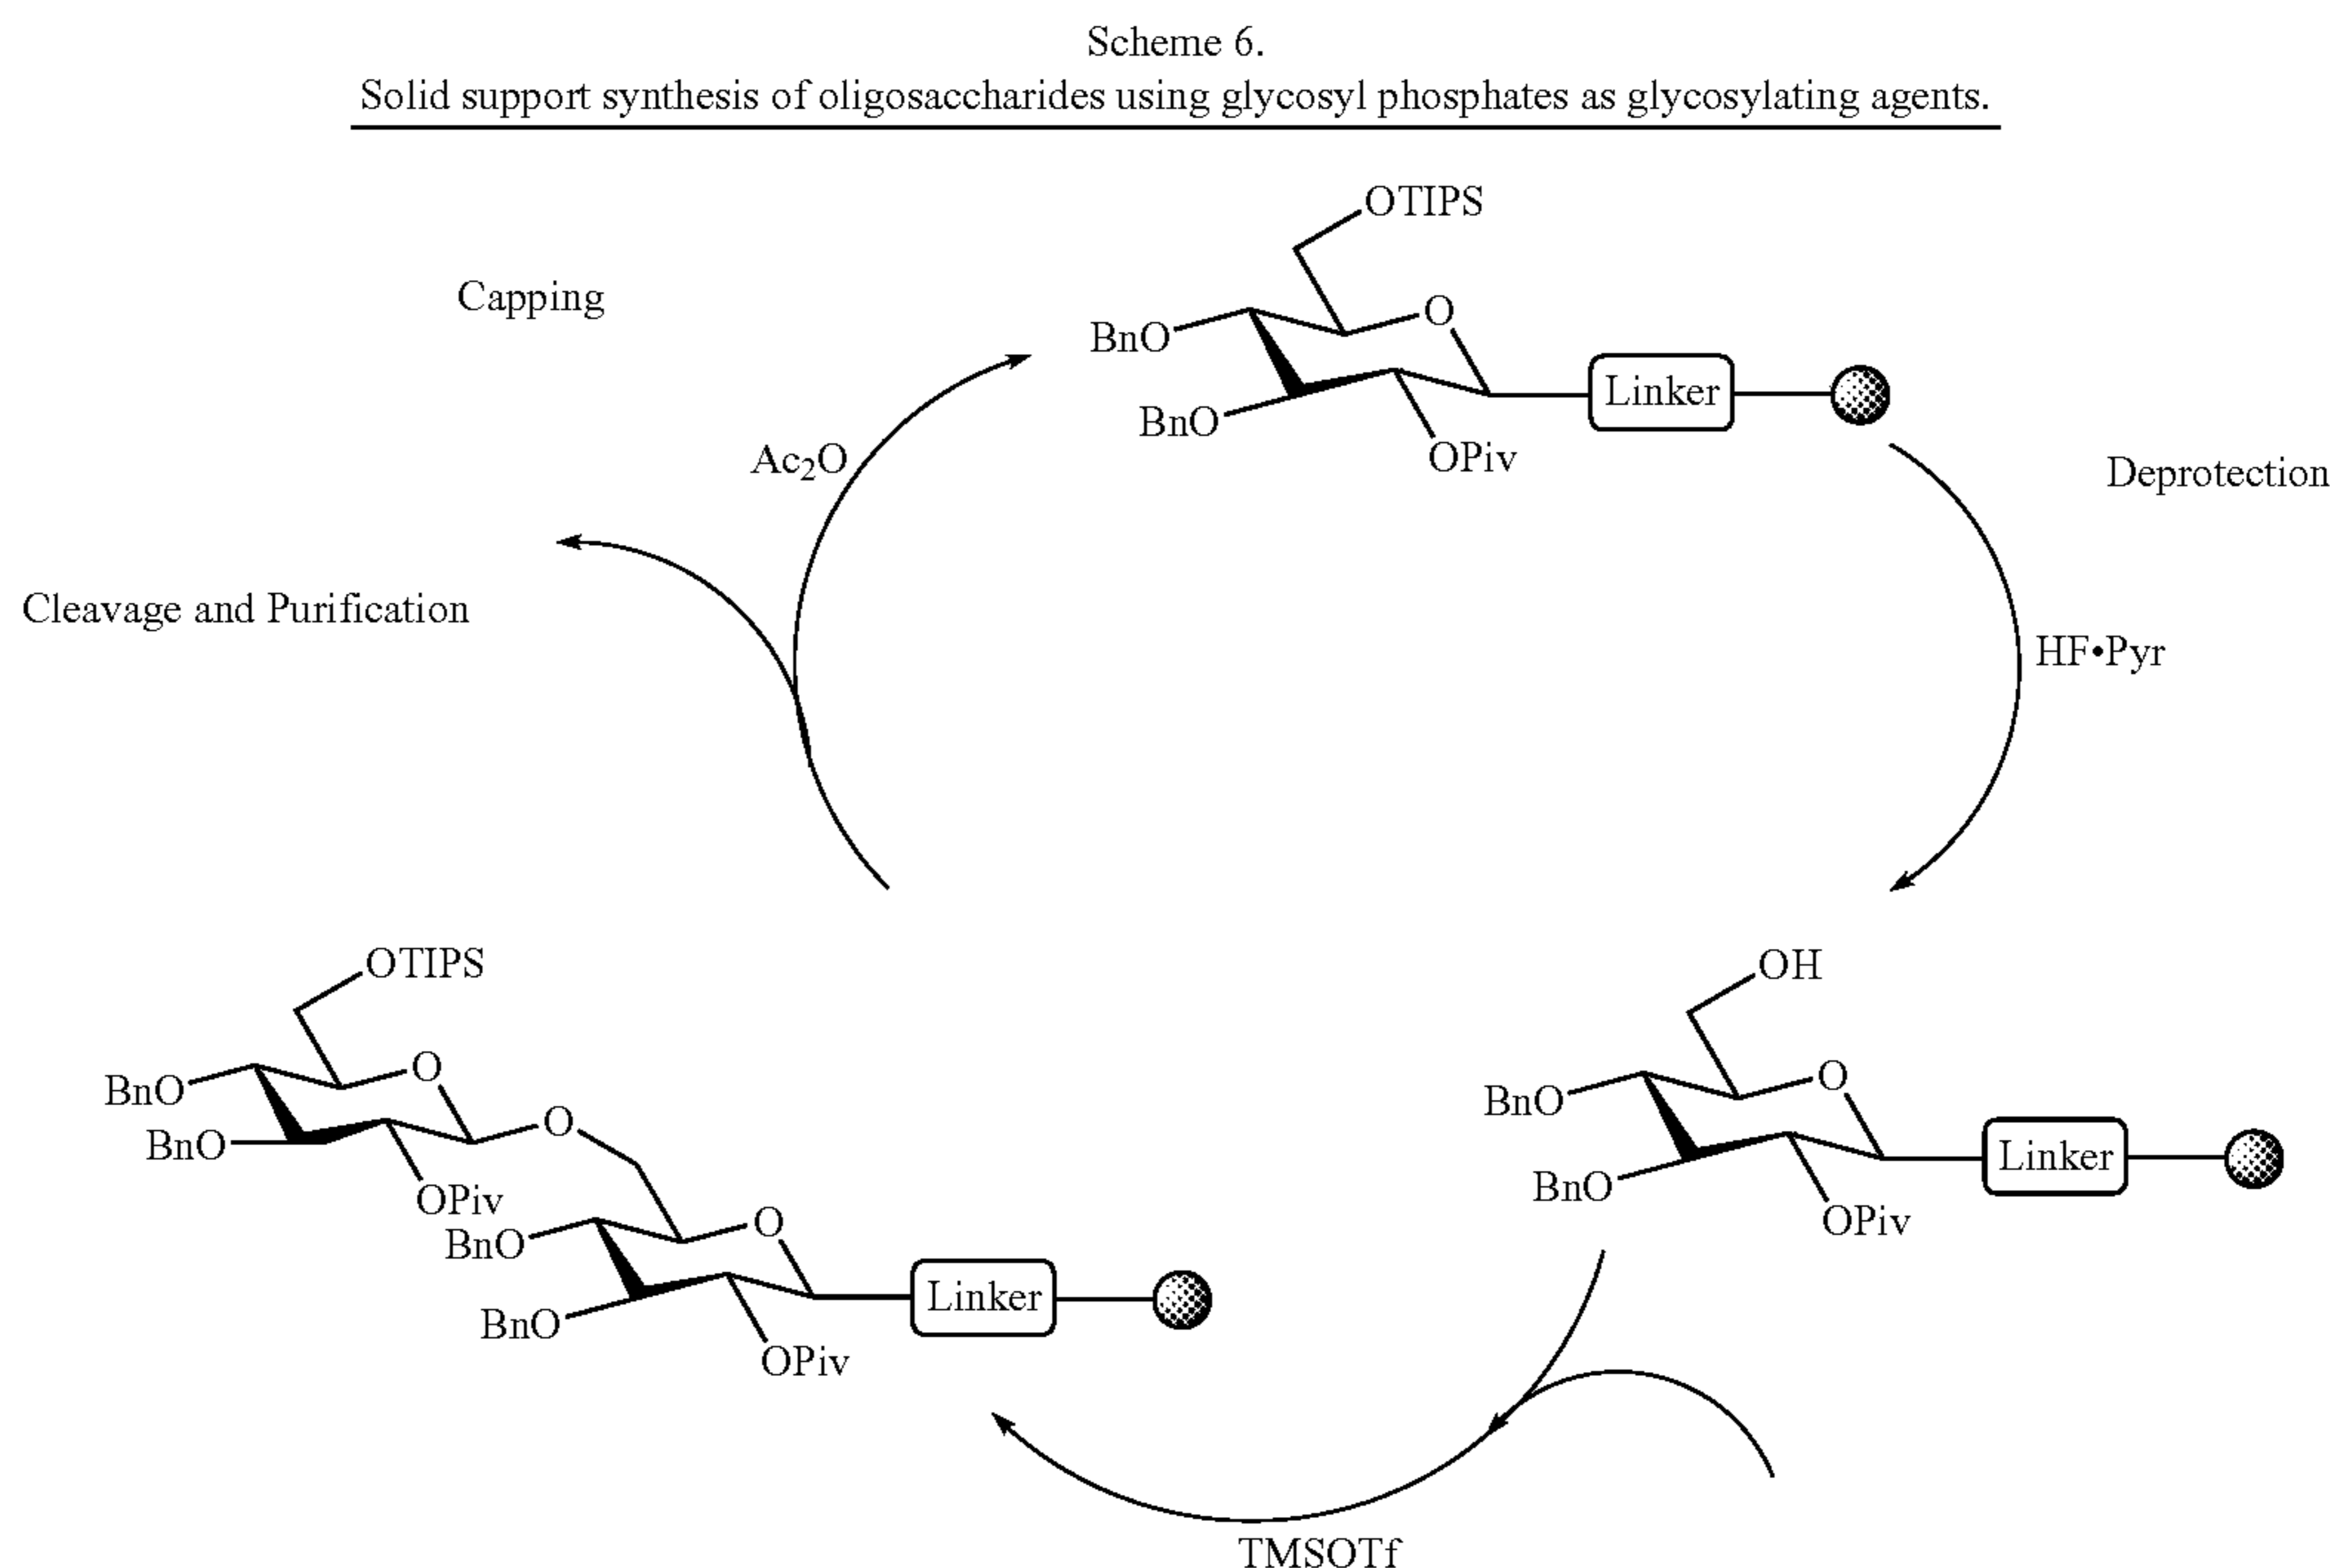 Scheme 6.
Solid support synthesis of oligosaccharides using glycosyl phosphates as glycosylating agents.
OTIPS
Capping
O
BnO
Linker
BnO
Ac₂O
OPiv
Deprotection
Cleavage and Purification
HF•Pyr
OTIPS
OH
O
O
BnO
BnO
O
BnO
Linker
BnO
OPiv
OPiv
O
BnO
Linker
BnO
OPiv
TMSOTf